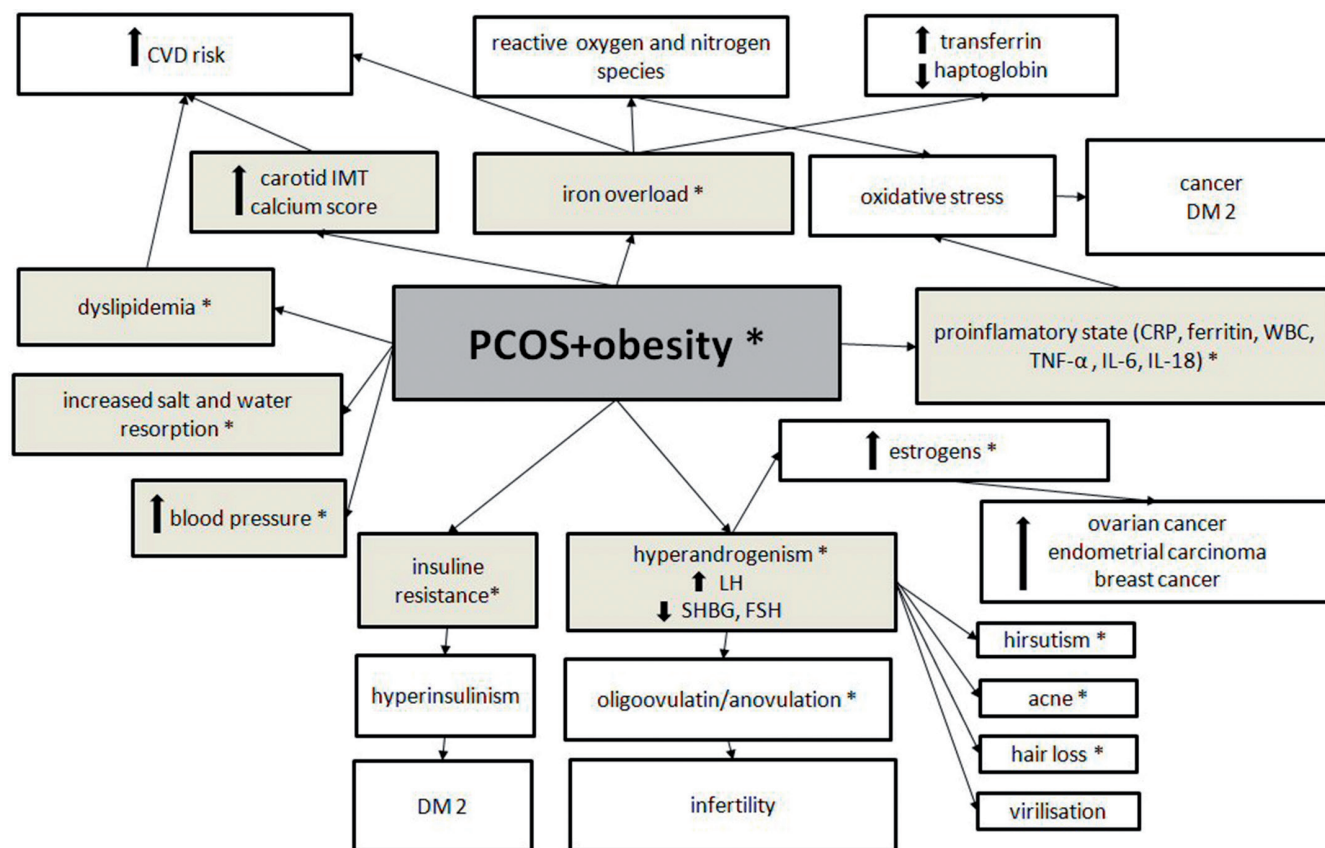 CVD risk
reactive oxygen and nitrogen
species
transferrin
haptoglobin
carotid IMT
calcium score
iron overload *
oxidative stress
cancer
DM 2
dyslipidemia *
PCOS+obesity *
proinflamatory state (CRP, ferritin, WBC,
TNF-α , IL-6, IL-18) *
increased salt and water
resorption *
estrogens *
blood pressure *
ovarian cancer
endometrial carcinoma
breast cancer
insuline
resistance*
hyperandrogenism *
LH
SHBG, FSH
hirsutism *
hyperinsulinism
oligoovulatin/anovulation *
acne *
hair loss *
DM 2
infertility
virilisation